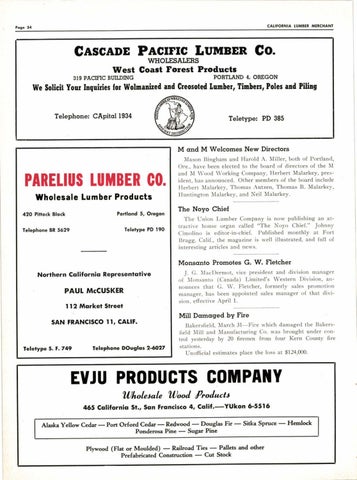 Page 54
CALIFORNIA LUMBER MERCHANT
CASCADE PACIFIC LUMBER CO.
WHOLESALERS
West Coast Forest Products
319 PACIFIC BUILDING
PORTLAND 4, OREGON
We Solicit Your Inquiries for Wolmanized and Creosoted Lumber, Timbers, Poles and Piling
Telephone: CApital 1934
Teletype: PD 385
PARELIUS LUMBER CO.
Wholesale Lumber Products
420 Pittock Block
Portland 5, Oregon
Telephone BR 5629
Teletype PD 190
Northern California Representative
PAUL McCUSKER
112 Market Street
SAN FRANCISCO 11, CALIF.
Teletype S. F. 749
Telephone DOuglas 2-6027
M and M Welcomes New Directors
Mason Bingham and Harold A. Miller, both of Portland,
Ore., have been elected to the board of directors of the M
and M Wood Working Company, Herbert Malarkey, pres-
ident, has announced. Other members of the board include
Herbert Malarkey, Thomas Autzen, Thomas B. Malarkey,
Huntington Malarkey, and Neil Malarkey.
The Noyo Chief
The Union Lumber Company is now publishing an at-
tractive house organ called "The Noyo Chief." Johnny
Cimolino is editor-in-chief. Published monthly at Fort
Bragg, Calif., the magazine is well illustrated, and full of
interesting articles and news.
Monsanto Promotes G. W. Fletcher
J. G. MacDermot, vice president and division manager
of Monsanto (Canada) Limited's Western Division, an-
nounces that G. W. Fletcher, formerly sales promotion
manager, has been appointed sales manager of that divi-
sion, effective April 1.
Mill Damaged by Fire
Bakersfield, March 31—Fire which damaged the Bakers-
field Mill and Manufacturing Co. was brought under con-
trol yesterday by 20 firemen from four Kern County fire
stations.
Unofficial estimates place the loss at $124,000.
EVJU PRODUCTS COMPANY
Wholesale Wood Products
465 California St., San Francisco 4, Calif.—YUkon 6-5516
Alaska Yellow Cedar — Port Orford Cedar — Redwood — Douglas Fir — Sitka Spruce — Hemlock
Ponderosa Pine — Sugar Pine
Plywood (Flat or Moulded) — Railroad Ties — Pallets and other
Prefabricated Construction — Cut Stock